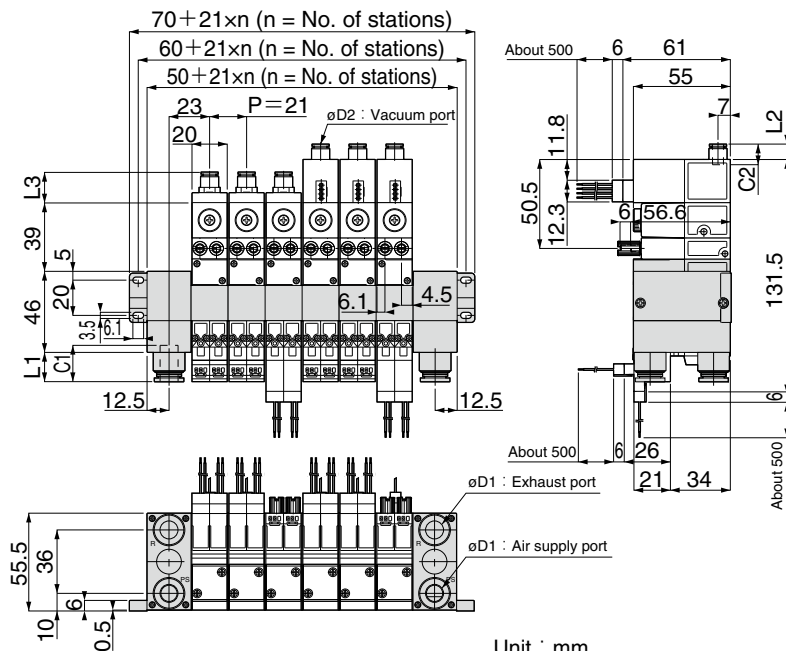 70+21×n (n = No. of stations)
60+21×n (n = No. of stations)
50+21×n (n = No. of stations)
23
P=21
20
øD2 : Vacuum port
L3
39
5
46
20
3.5
6.1
L1
C1
12.5
6.1
4.5
12.5
About 500
6
61
55
7
L2
C2
11.8
50.5
12.3
6
56.6
131.5
6
About 500
About 500
6
26
21
34
55.5
36
10
6
0.5
R
PS
R
PS
øD1 : Exhaust port
øD1 : Air supply port
Unit : mm